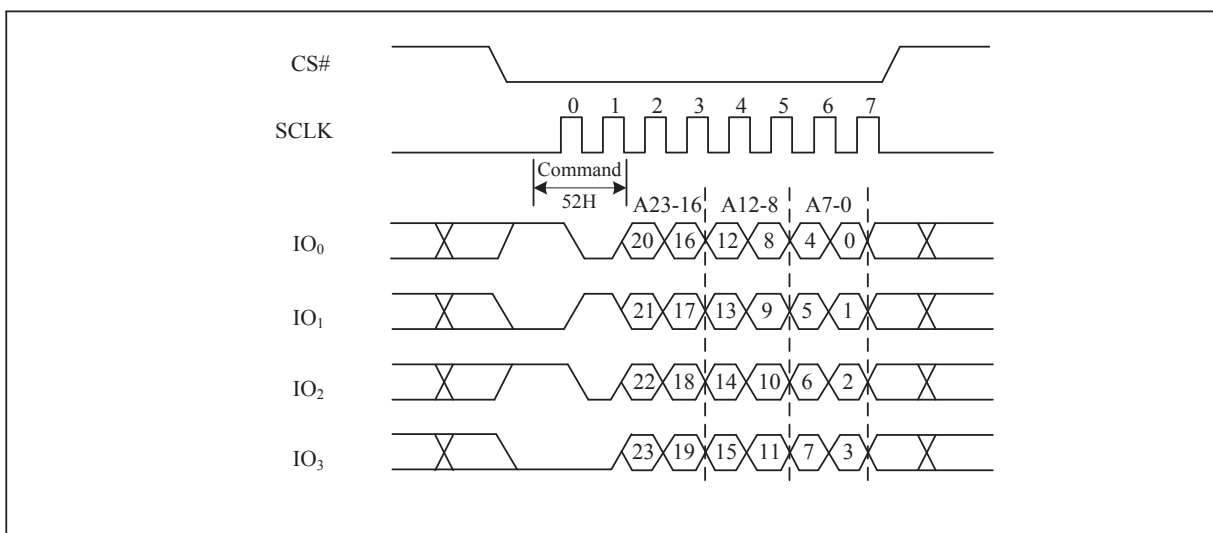 CS#
0 1 2 3 4 5 6 7
SCLK
Command
52H
A23-16 A12-8 A7-0
IO0 20 16 12 8 4 0
IO1 21 17 13 9 5 1
IO2 22 18 14 10 6 2
IO3 23 19 15 11 7 3